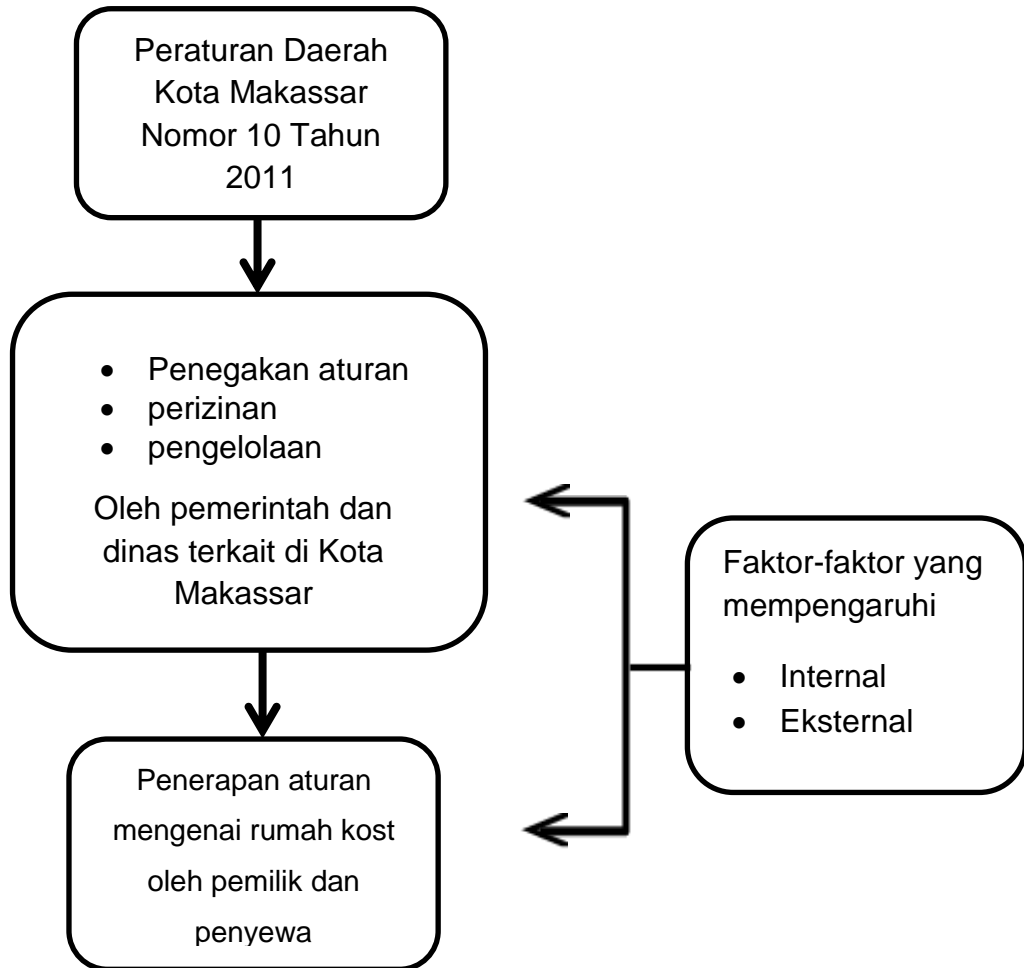 Peraturan Daerah
Kota Makassar
Nomor 10 Tahun
2011
• Penegakan aturan
• perizinan
• pengelolaan
Oleh pemerintah dan
dinas terkait di Kota
Makassar
Faktor-faktor yang
mempengaruhi
• Internal
• Eksternal
Penerapan aturan
mengenai rumah kost
oleh pemilik dan
penyewa